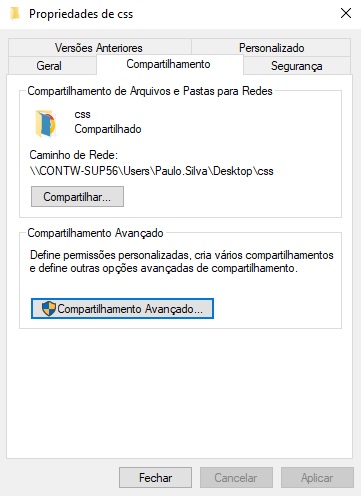 Propriedades de css
Versões Anteriores
Personalizado
Geral
Compartilhamento
Segurança
Compartilhamento de Arquivos e Pastas para Redes
css
Compartilhado
Caminho de Rede:
\\CONTW-SUP56\Users\Paulo.Silva\Desktop\css
Compartilhar...
Compartilhamento Avançado
Define permissões personalizadas, cria vários compartilhamentos
e define outras opções avançadas de compartilhamento.
Compartilhamento Avançado...
Fechar
Cancelar
Aplicar